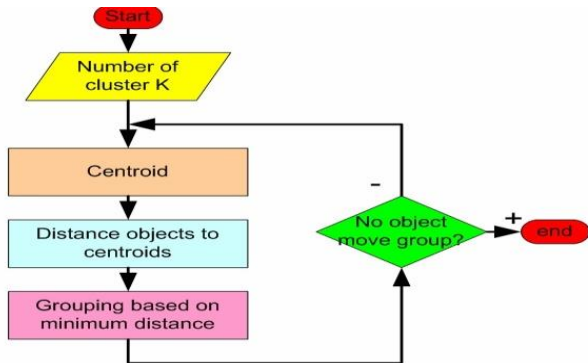 Start
Number of
cluster K
Centroid
-
No object
move group?
+
end
Distance objects to
centroids
Grouping based on
minimum distance